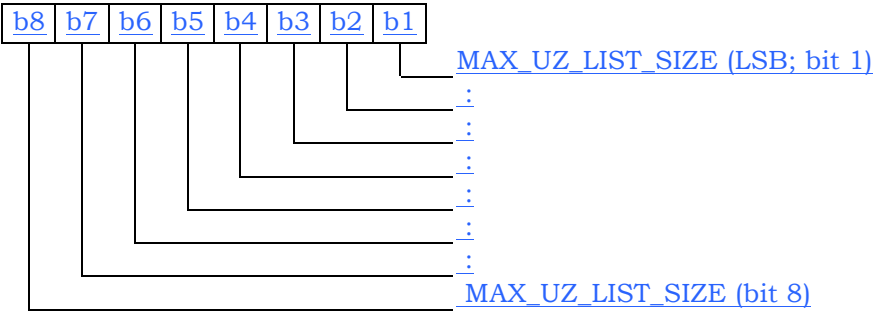 b8 b7 b6 b5 b4 b3 b2 b1
MAX_UZ_LIST_SIZE (LSB; bit 1)
:
:
:
:
:
:
MAX_UZ_LIST_SIZE (bit 8)